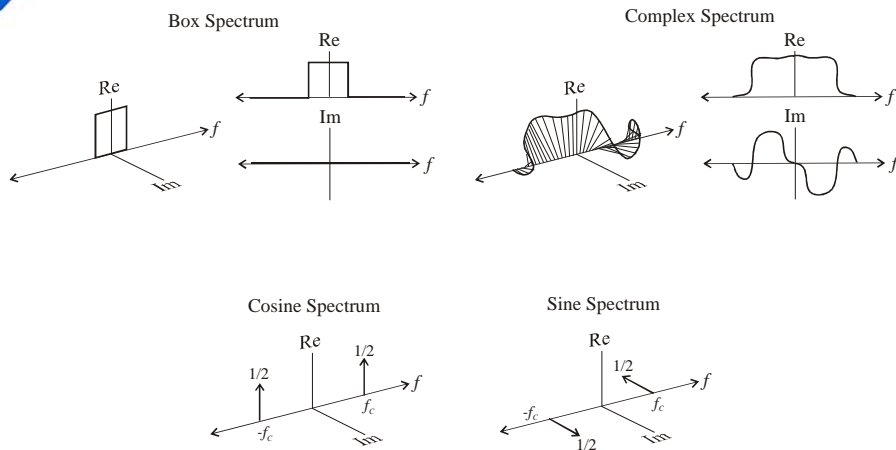 Box Spectrum
Re
f
Im
Re
f
Im
f
Complex Spectrum
Re
f
Im
Re
f
Im
f
Cosine Spectrum
Re
1/2
1/2
f
-fc
fc
Im
Sine Spectrum
Re
1/2
f
-fc
fc
1/2
Im